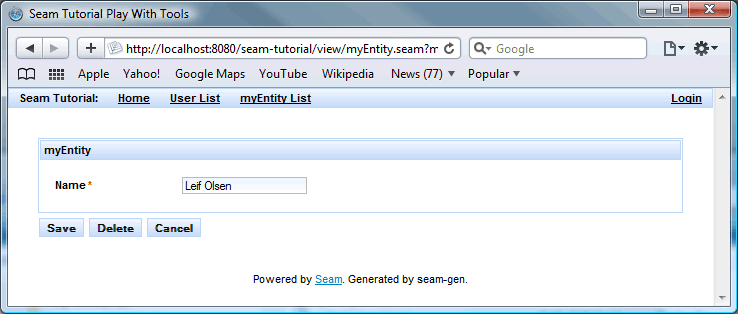 Seam Tutorial Play With Tools
http://localhost:8080/seam-tutorial/view/myEntity.seam?m
Google
Apple Yahoo! Google Maps YouTube Wikipedia News (77) Popular
Seam Tutorial: Home User List myEntity List Login
myEntity
Name* Leif Olsen
Save Delete Cancel
Powered by Seam. Generated by seam-gen.